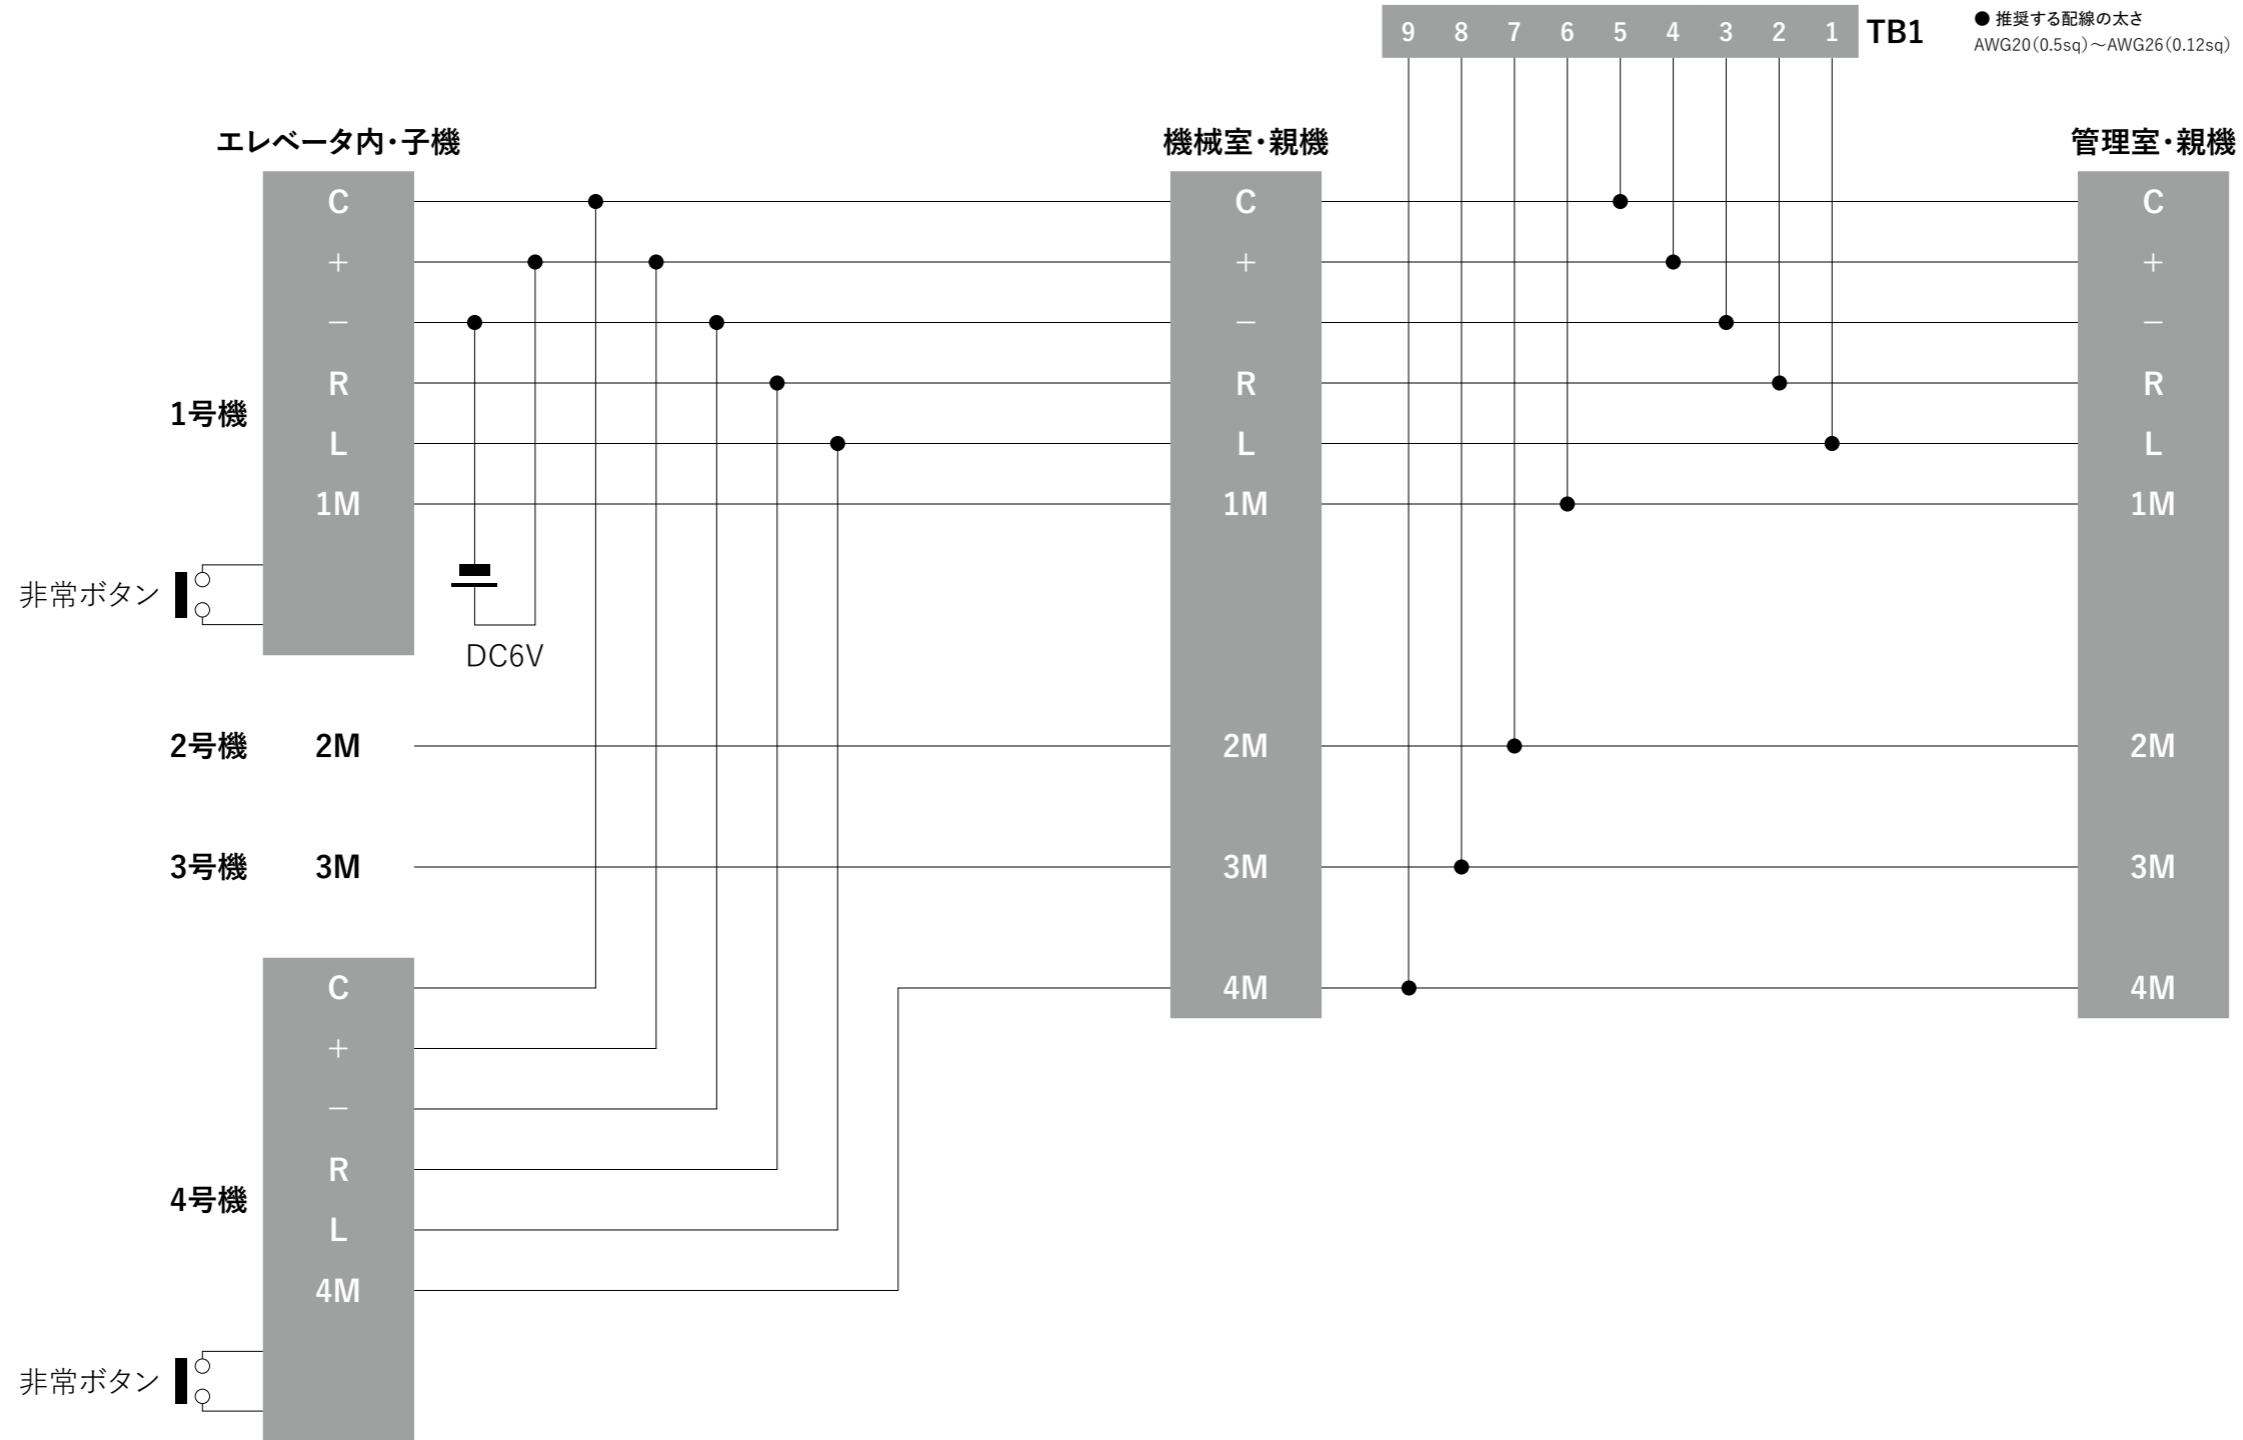 9 8 7 6 5 4 3 2 1 TB1
● 推奨する配線の太さ
AWG20(0.5sq)～AWG26(0.12sq)
エレベータ内・子機
機械室・親機
管理室・親機
C C C
+ + +
− − −
R R R
1号機
L L L
1M 1M 1M
非常ボタン
DC6V
2号機 2M 2M 2M
3号機 3M 3M 3M
C 4M 4M
+
−
R
4号機
L
4M
非常ボタン